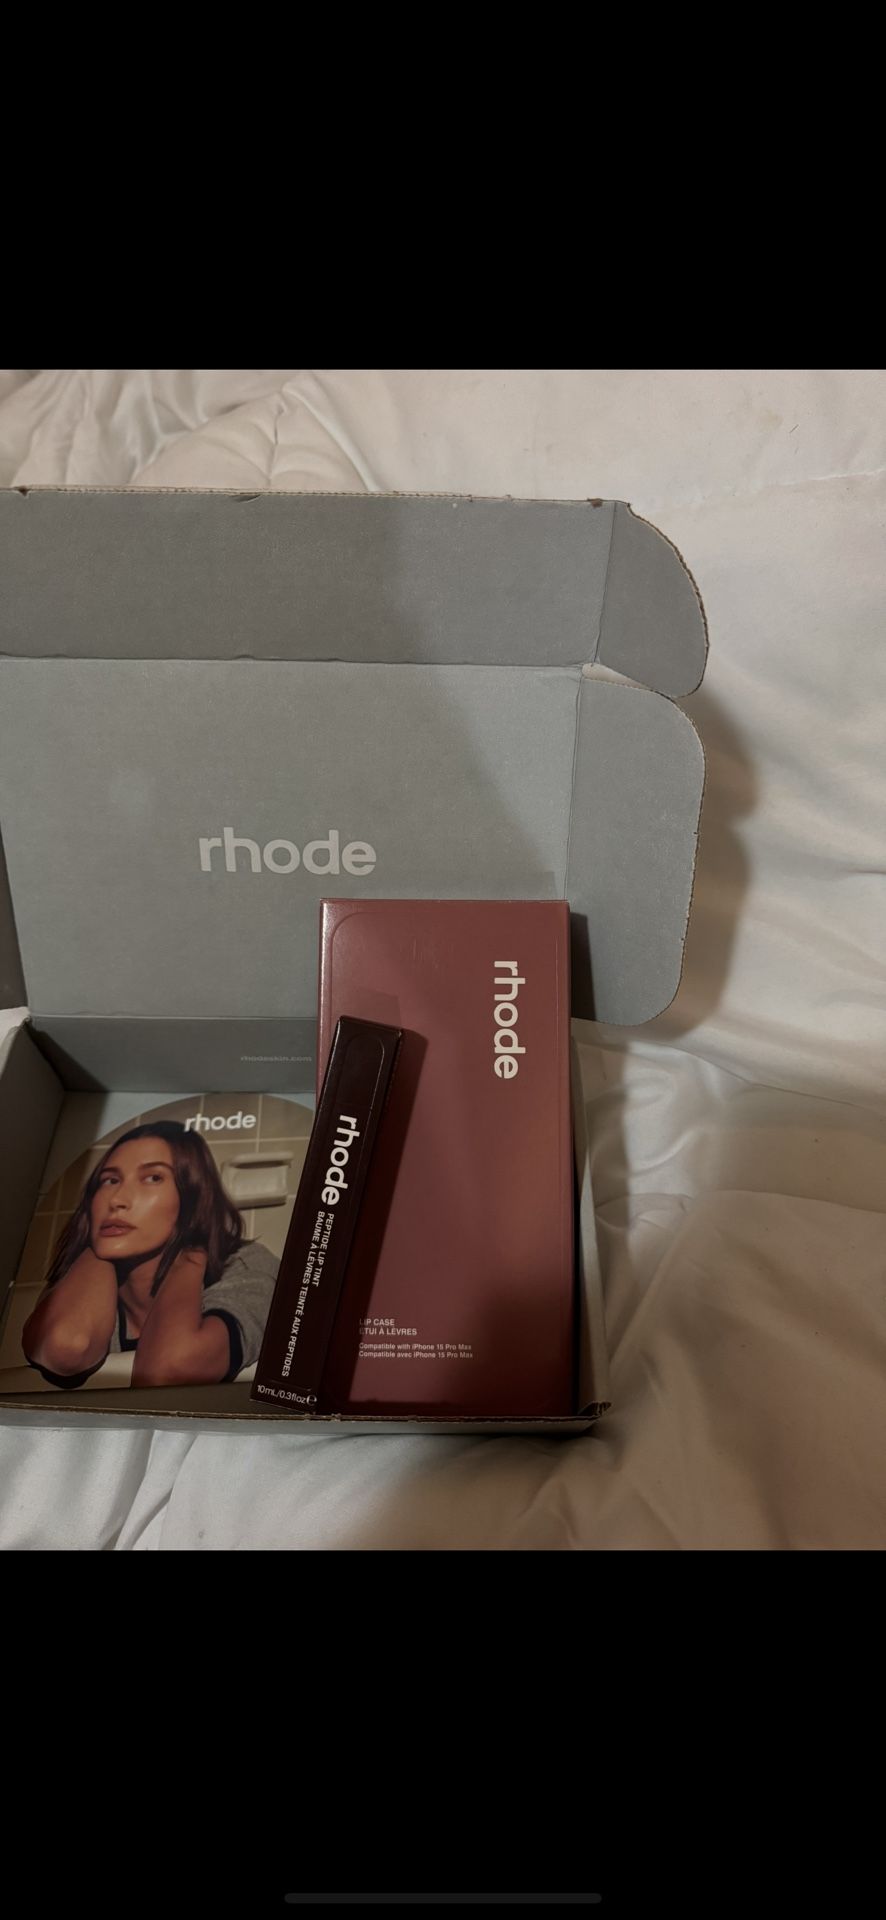 rhode
rhodeskin.com
rhode
rhode
PEPTIDE LIP TINT
BAUME À LÈVRES TEINTÉ AUX PEPTIDES
10mL/0.3floz℮
rhode
LIP CASE
ÉTUI À LÈVRES
Compatible with iPhone 15 Pro Max
Compatible avec iPhone 15 Pro Max